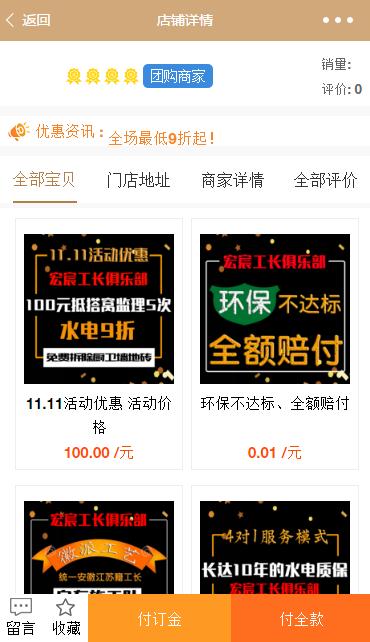 返回
店铺详情
团购商家
销量:
评价: 0
优惠资讯：
全场最低9折起！
全部宝贝
门店地址
商家详情
全部评价
11.11活动优惠
宏宸工长俱乐部
100元抵搭窝监理5次
水电9折
免费拆除厨卫墙地砖
11.11活动优惠 活动价
格
100.00 /元
宏宸工长俱乐部
环保 不达标
全额赔付
环保不达标、全额赔付
0.01 /元
宏宸工长俱乐部
徽派工艺
统一安徽江苏籍工长
4对1服务模式
长达10年的水电质保
留言
收藏
付订金
付全款